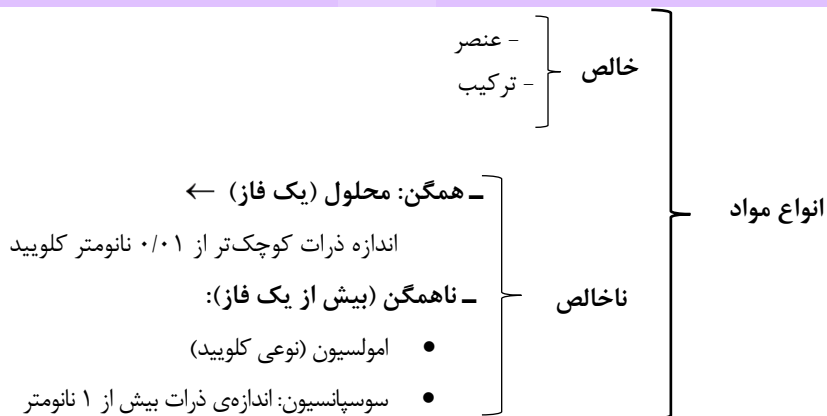 - عنصر
خالص
- ترکیب
انواع مواد
ـ همگن: محلول (یک فاز) ←
اندازه ذرات کوچک‌تر از ۰/۰۱ نانومتر کلویید
ناخالص
ـ ناهمگن (بیش از یک فاز):
• امولسیون (نوعی کلویید)
• سوسپانسیون: اندازه‌ی ذرات بیش از ۱ نانومتر